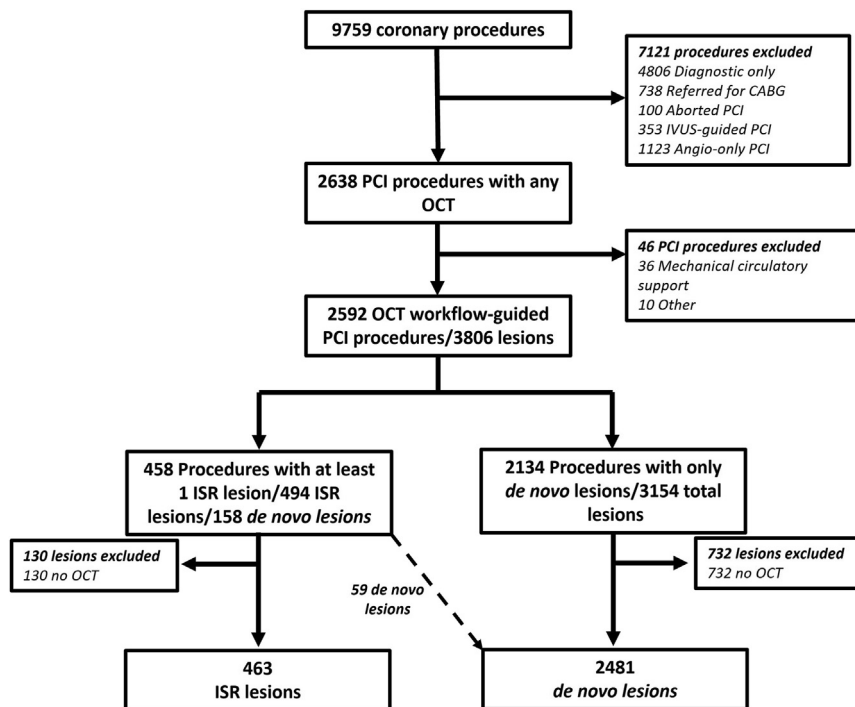 9759 coronary procedures
7121 procedures excluded
4806 Diagnostic only
738 Referred for CABG
100 Aborted PCI
353 IVUS-guided PCI
1123 Angio-only PCI
2638 PCI procedures with any
OCT
46 PCI procedures excluded
36 Mechanical circulatory
support
10 Other
2592 OCT workflow-guided
PCI procedures/3806 lesions
458 Procedures with at least
1 ISR lesion/494 ISR
lesions/158 de novo lesions
2134 Procedures with only
de novo lesions/3154 total
lesions
130 lesions excluded
130 no OCT
732 lesions excluded
732 no OCT
59 de novo
lesions
463
ISR lesions
2481
de novo lesions